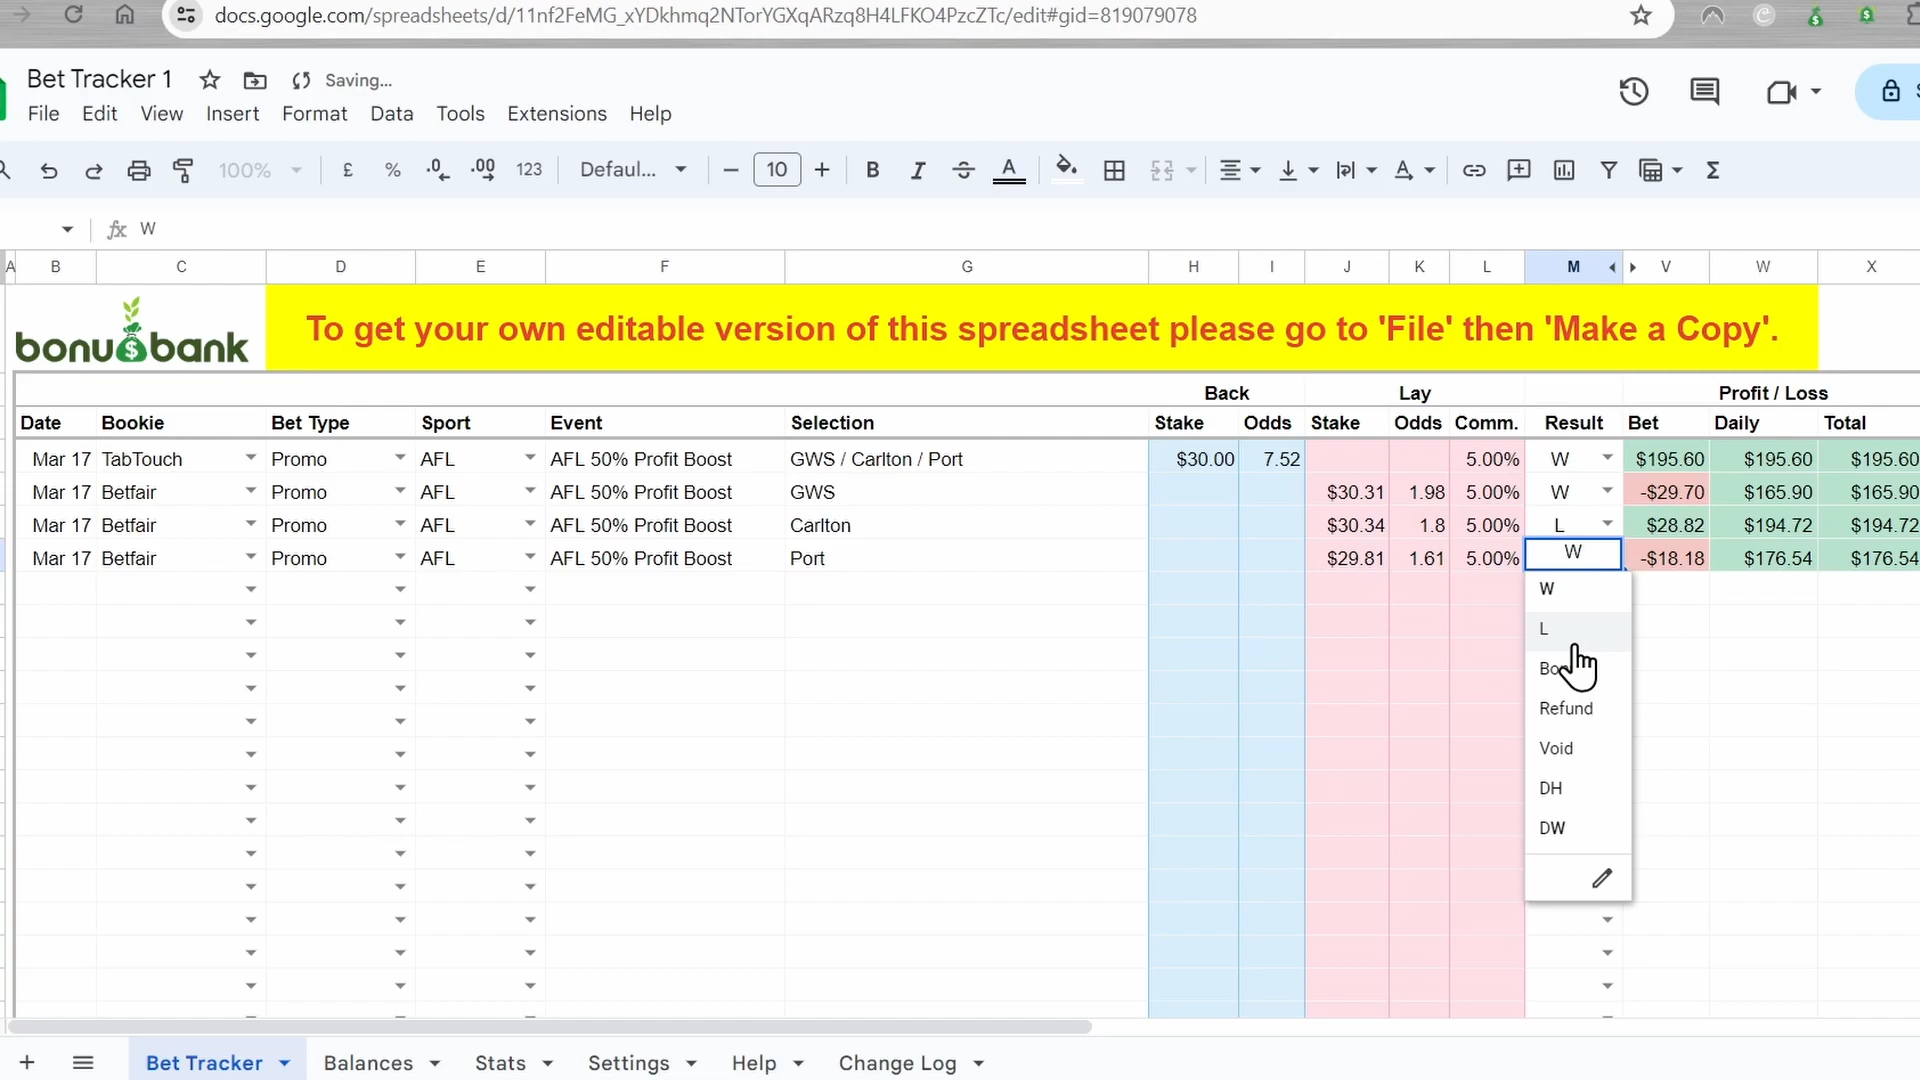 docs.google.com/spreadsheets/d/11nf2FeMG_xYDkhmq2NTorYGXqARzq8H4LFKO4PzcZTc/edit#gid=819079078
Bet Tracker 1 Saving...
File Edit View Insert Format Data Tools Extensions Help
100% £ % .0 .00 123 Defaul... 10 B I A
fx W
A B C D E F G H I J K L M V W X
bonu$bank
To get your own editable version of this spreadsheet please go to 'File' then 'Make a Copy'.
Back Lay Profit / Loss
Date Bookie Bet Type Sport Event Selection Stake Odds Stake Odds Comm. Result Bet Daily Total
Mar 17 TabTouch Promo AFL AFL 50% Profit Boost GWS / Carlton / Port $30.00 7.52 5.00% W $195.60 $195.60 $195.60
Mar 17 Betfair Promo AFL AFL 50% Profit Boost GWS $30.31 1.98 5.00% W -$29.70 $165.90 $165.90
Mar 17 Betfair Promo AFL AFL 50% Profit Boost Carlton $30.34 1.8 5.00% L $28.82 $194.72 $194.72
Mar 17 Betfair Promo AFL AFL 50% Profit Boost Port $29.81 1.61 5.00% W -$18.18 $176.54 $176.54
W
L
Refund
Void
DH
DW
Bet Tracker Balances Stats Settings Help Change Log